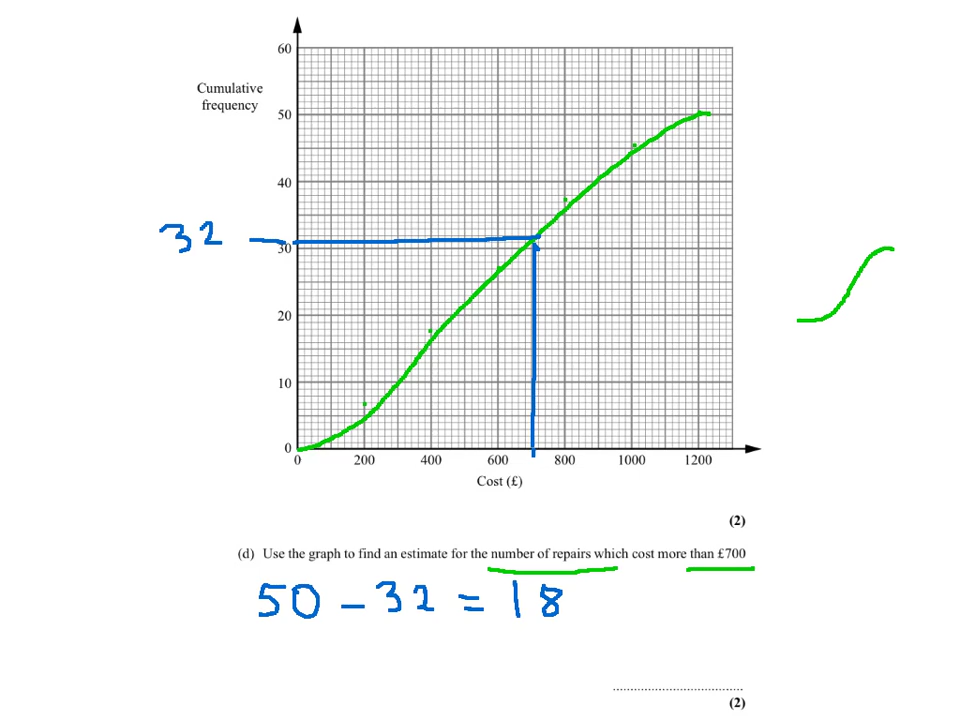 60
Cumulative
frequency
50
40
32
30
20
10
0
0 200 400 600 800 1000 1200
Cost (£)
(2)
(d) Use the graph to find an estimate for the number of repairs which cost more than £700
50 - 32 = 18
(2)